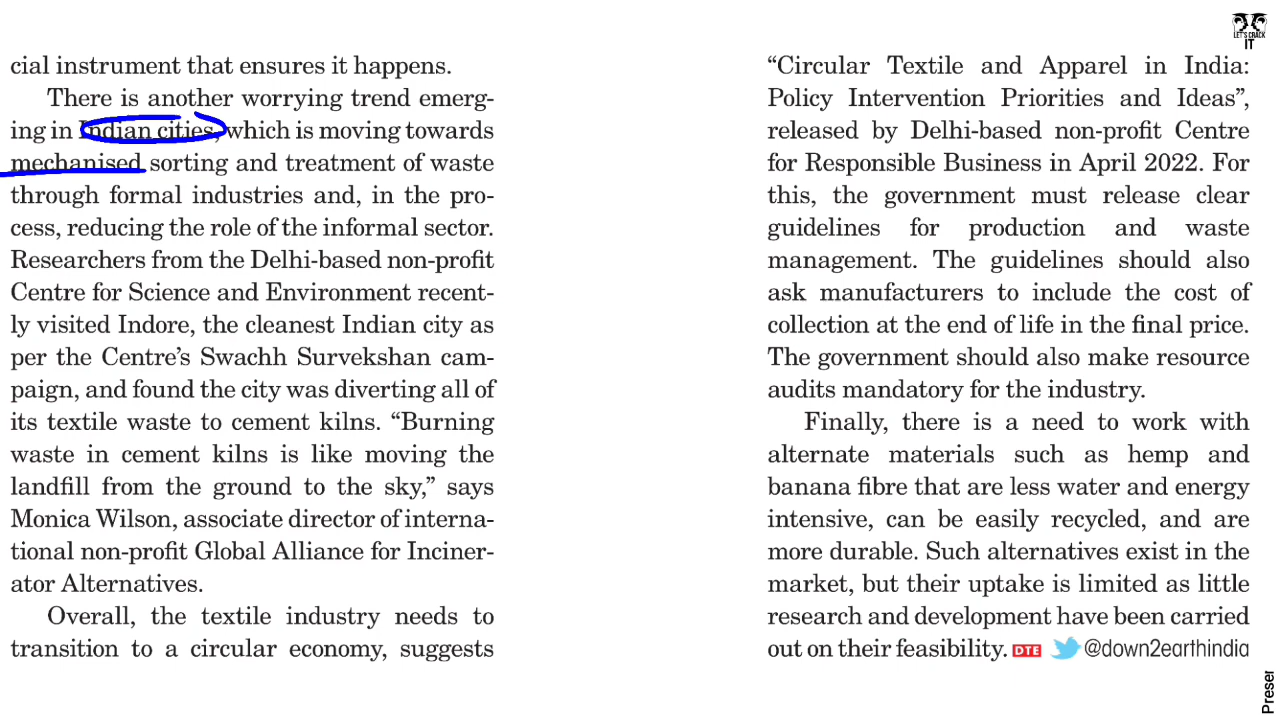 cial instrument that ensures it happens.
There is another worrying trend emerg-
ing in Indian cities, which is moving towards
mechanised sorting and treatment of waste
through formal industries and, in the pro-
cess, reducing the role of the informal sector.
Researchers from the Delhi-based non-profit
Centre for Science and Environment recent-
ly visited Indore, the cleanest Indian city as
per the Centre’s Swachh Survekshan cam-
paign, and found the city was diverting all of
its textile waste to cement kilns. “Burning
waste in cement kilns is like moving the
landfill from the ground to the sky,” says
Monica Wilson, associate director of interna-
tional non-profit Global Alliance for Inciner-
ator Alternatives.
Overall, the textile industry needs to
transition to a circular economy, suggests
“Circular Textile and Apparel in India:
Policy Intervention Priorities and Ideas”,
released by Delhi-based non-profit Centre
for Responsible Business in April 2022. For
this, the government must release clear
guidelines for production and waste
management. The guidelines should also
ask manufacturers to include the cost of
collection at the end of life in the final price.
The government should also make resource
audits mandatory for the industry.
Finally, there is a need to work with
alternate materials such as hemp and
banana fibre that are less water and energy
intensive, can be easily recycled, and are
more durable. Such alternatives exist in the
market, but their uptake is limited as little
research and development have been carried
out on their feasibility. DTE @down2earthindia
LET'S CRACK
IT
Preser